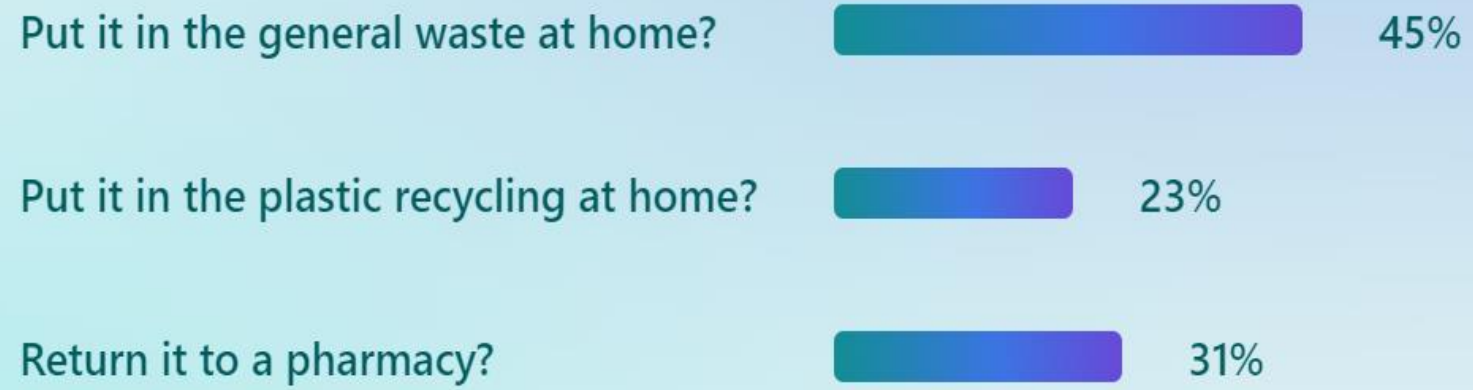 Put it in the general waste at home? 45%
Put it in the plastic recycling at home? 23%
Return it to a pharmacy? 31%